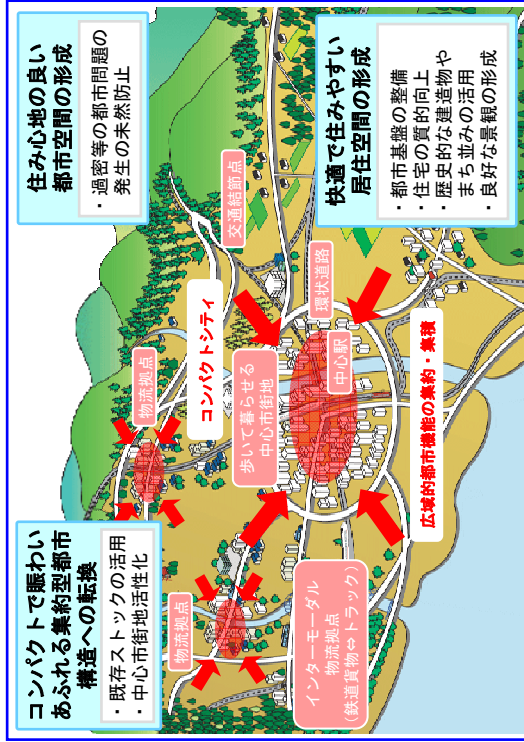 コンパクトで賑わい
あふれる集約型都市
構造への転換
・既存ストックの活用
・中心市街地活性化
住み心地の良い
都市空間の形成
・過密等の都市問題の
発生の未然防止
物流拠点
交通結節点
コンパクトシティ
物流拠点
歩いて暮らせる
中心市街地
環状道路
中心駅
インターモーダル
物流拠点
(鉄道貨物⇔トラック)
広域的都市機能の集約・集積
快適で住みやすい
居住空間の形成
・都市基盤の整備
・住宅の質的向上
・歴史的な建造物や
まち並みの活用
・良好な景観の形成